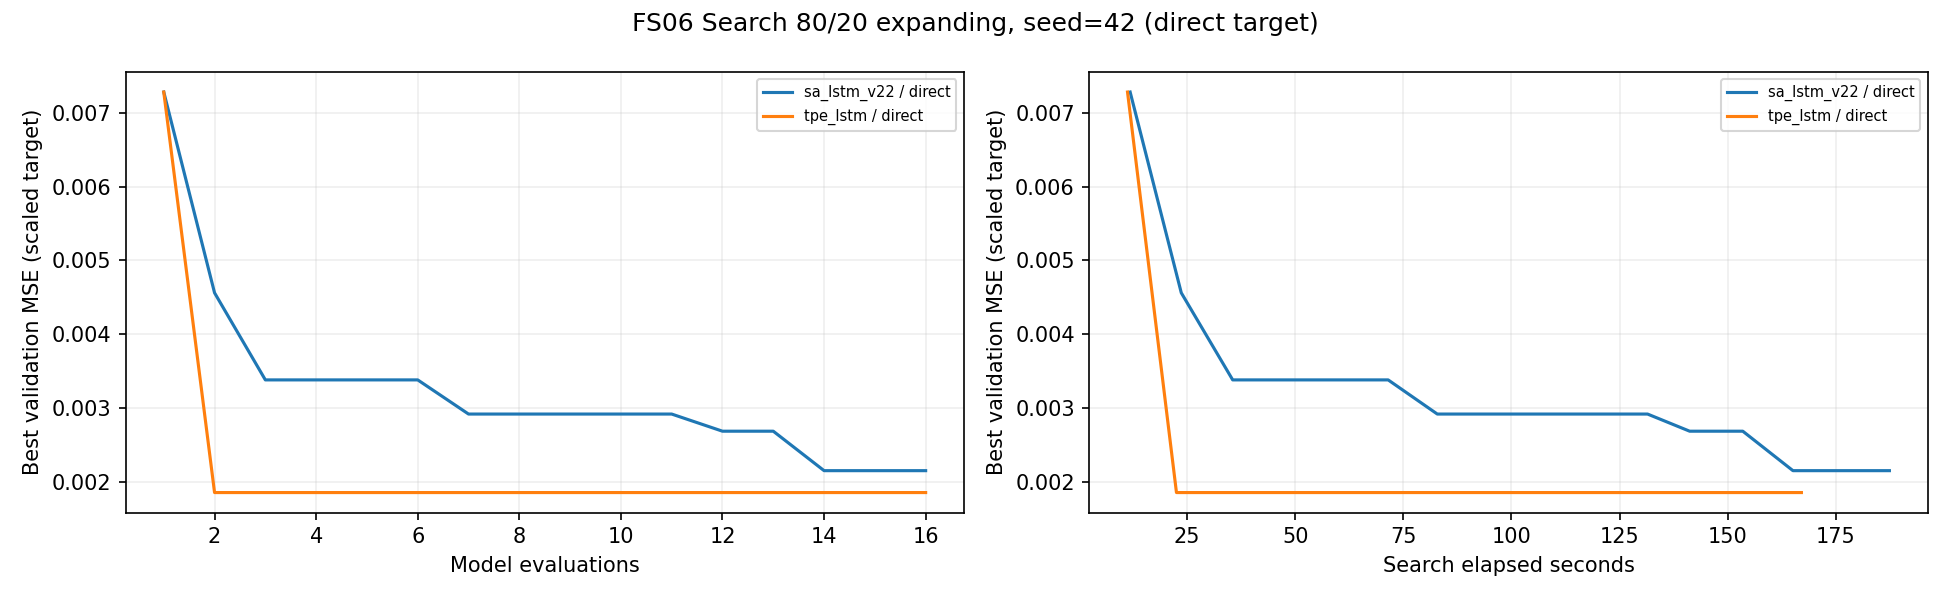 FS06 Search 80/20 expanding, seed=42 (direct target)
Best validation MSE (scaled target)
0.007
0.006
0.005
0.004
0.003
0.002
sa_lstm_v22 / direct
tpe_lstm / direct
2 4 6 8 10 12 14 16
Model evaluations
Best validation MSE (scaled target)
0.007
0.006
0.005
0.004
0.003
0.002
sa_lstm_v22 / direct
tpe_lstm / direct
25 50 75 100 125 150 175
Search elapsed seconds